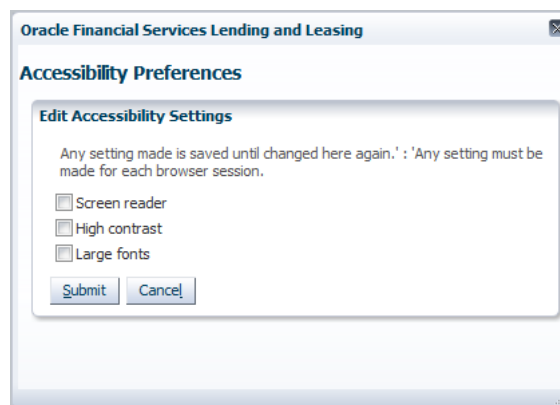 Oracle Financial Services Lending and Leasing
Accessibility Preferences
Edit Accessibility Settings
Any setting made is saved until changed here again.' : 'Any setting must be
made for each browser session.
Screen reader
High contrast
Large fonts
Submit Cancel